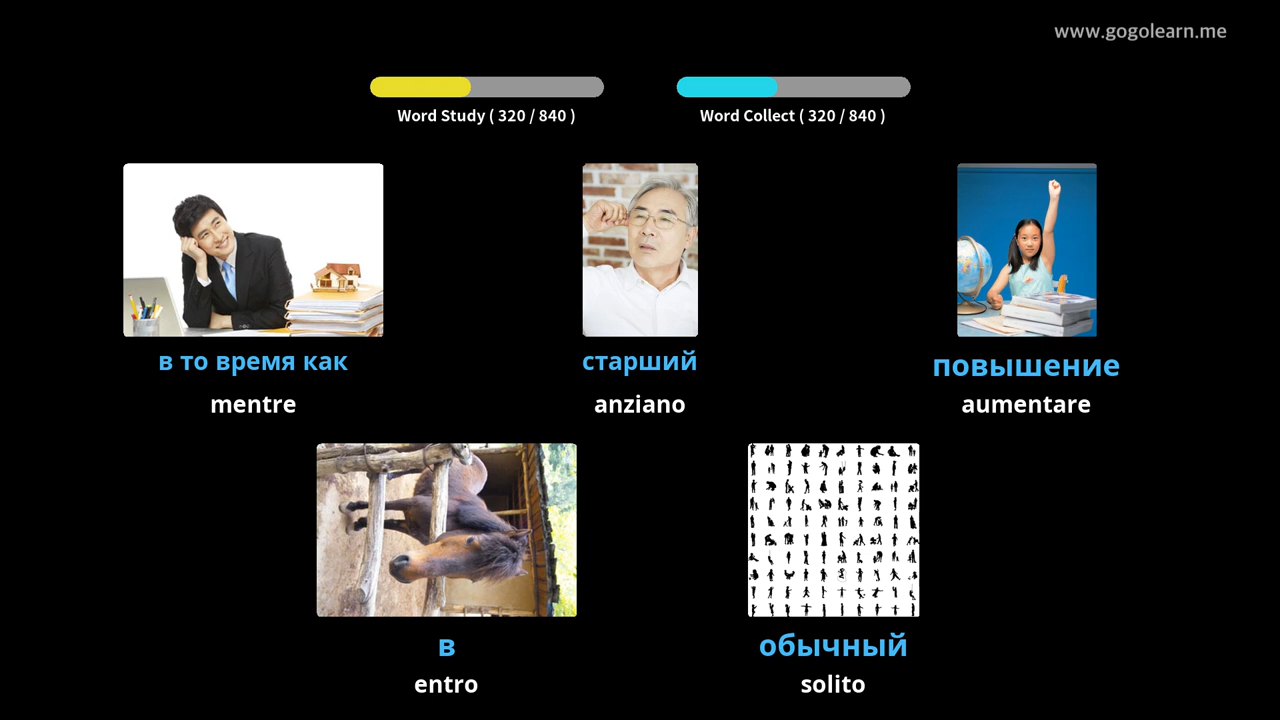 www.gogolearn.me
Word Study ( 320 / 840 )
Word Collect ( 320 / 840 )
в то время как
mentre
старший
anziano
повышение
aumentare
в
entro
обычный
solito